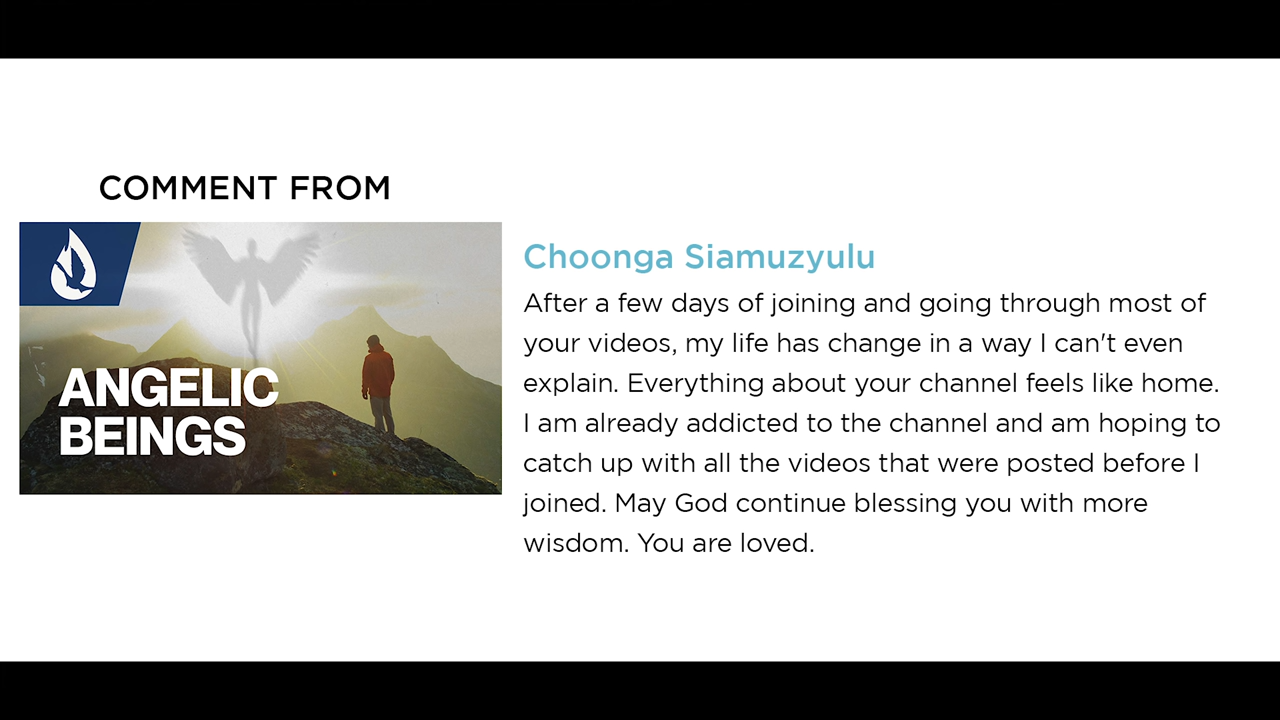 COMMENT FROM
ANGELIC
BEINGS
Choonga Siamuzyulu
After a few days of joining and going through most of
your videos, my life has change in a way I can't even
explain. Everything about your channel feels like home.
I am already addicted to the channel and am hoping to
catch up with all the videos that were posted before I
joined. May God continue blessing you with more
wisdom. You are loved.